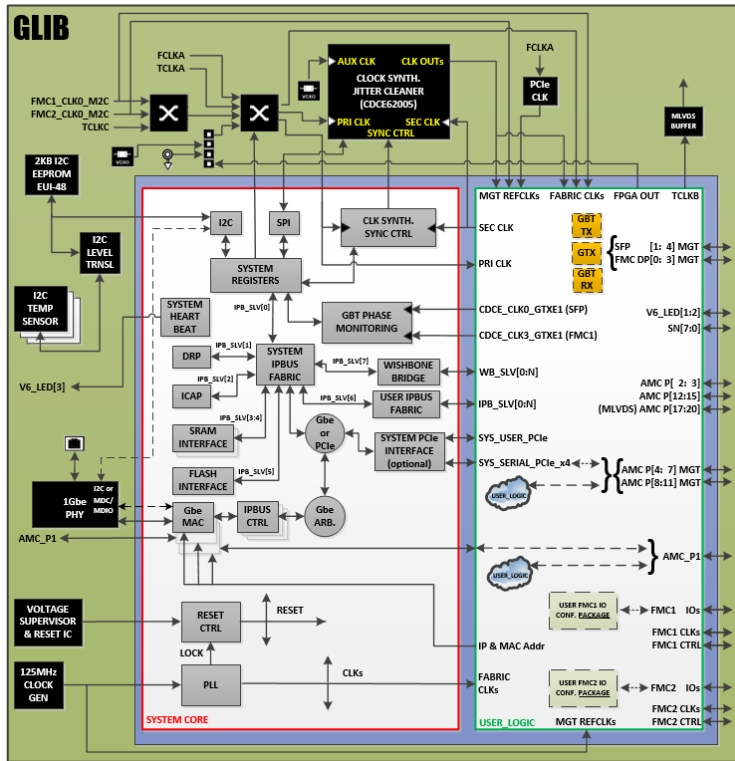 GLIB
FCLKA
TCLKA
FMC1_CLK0_M2C
FMC2_CLK0_M2C
TCLKC
VCXO
AUX CLK
CLK OUTs
CLOCK SYNTH.
JITTER CLEANER
(CDCE62005)
PRI CLK
SEC CLK
SYNC CTRL
FCLKA
PCIe
CLK
MLVDS
BUFFER
VCXO
2KB I2C
EEPROM
EUI-48
I2C
LEVEL
TRNSL
I2C
TEMP
SENSOR
V6_LED[3]
I2C
SPI
CLK SYNTH.
SYNC CTRL
SYSTEM
REGISTERS
SYSTEM
HEART
BEAT
IPB_SLV[0]
GBT PHASE
MONITORING
DRP
IPB_SLV[1]
SYSTEM
IPBUS
FABRIC
IPB_SLV[7]
WISHBONE
BRIDGE
ICAP
IPB_SLV[2]
IPB_SLV[6]
USER IPBUS
FABRIC
IPB_SLV[3:4]
SRAM
INTERFACE
Gbe
or
PCIe
SYSTEM PCIe
INTERFACE
(optional)
FLASH
INTERFACE
IPB_SLV[5]
1Gbe
PHY
I2C or
MDC/
MDIO
AMC_P1
Gbe
MAC
IPBUS
CTRL
Gbe
ARB.
VOLTAGE
SUPERVISOR
& RESET IC
RESET
CTRL
RESET
LOCK
125MHz
CLOCK
GEN
PLL
CLKs
SYSTEM CORE
MGT REFCLKs
FABRIC CLKs
FPGA OUT
TCLKB
SEC CLK
GBT
TX
GTX
GBT
RX
SFP [1: 4] MGT
FMC DP[0: 3] MGT
PRI CLK
CDCE_CLK0_GTXE1 (SFP)
V6_LED[1:2]
SN[7:0]
CDCE_CLK3_GTXE1 (FMC1)
WB_SLV[0:N]
AMC P[ 2: 3]
AMC P[12:15]
IPB_SLV[0:N]
(MLVDS) AMC P[17:20]
SYS_USER_PCIe
SYS_SERIAL_PCIe_x4
AMC P[4: 7] MGT
AMC P[8:11] MGT
USER_LOGIC
AMC_P1
USER_LOGIC
USER FMC1 IO
CONF. PACKAGE
FMC1 IOs
FMC1 CLKs
FMC1 CTRL
IP & MAC Addr
FABRIC
CLKs
USER FMC2 IO
CONF. PACKAGE
FMC2 IOs
FMC2 CLKs
FMC2 CTRL
MGT REFCLKs
USER_LOGIC